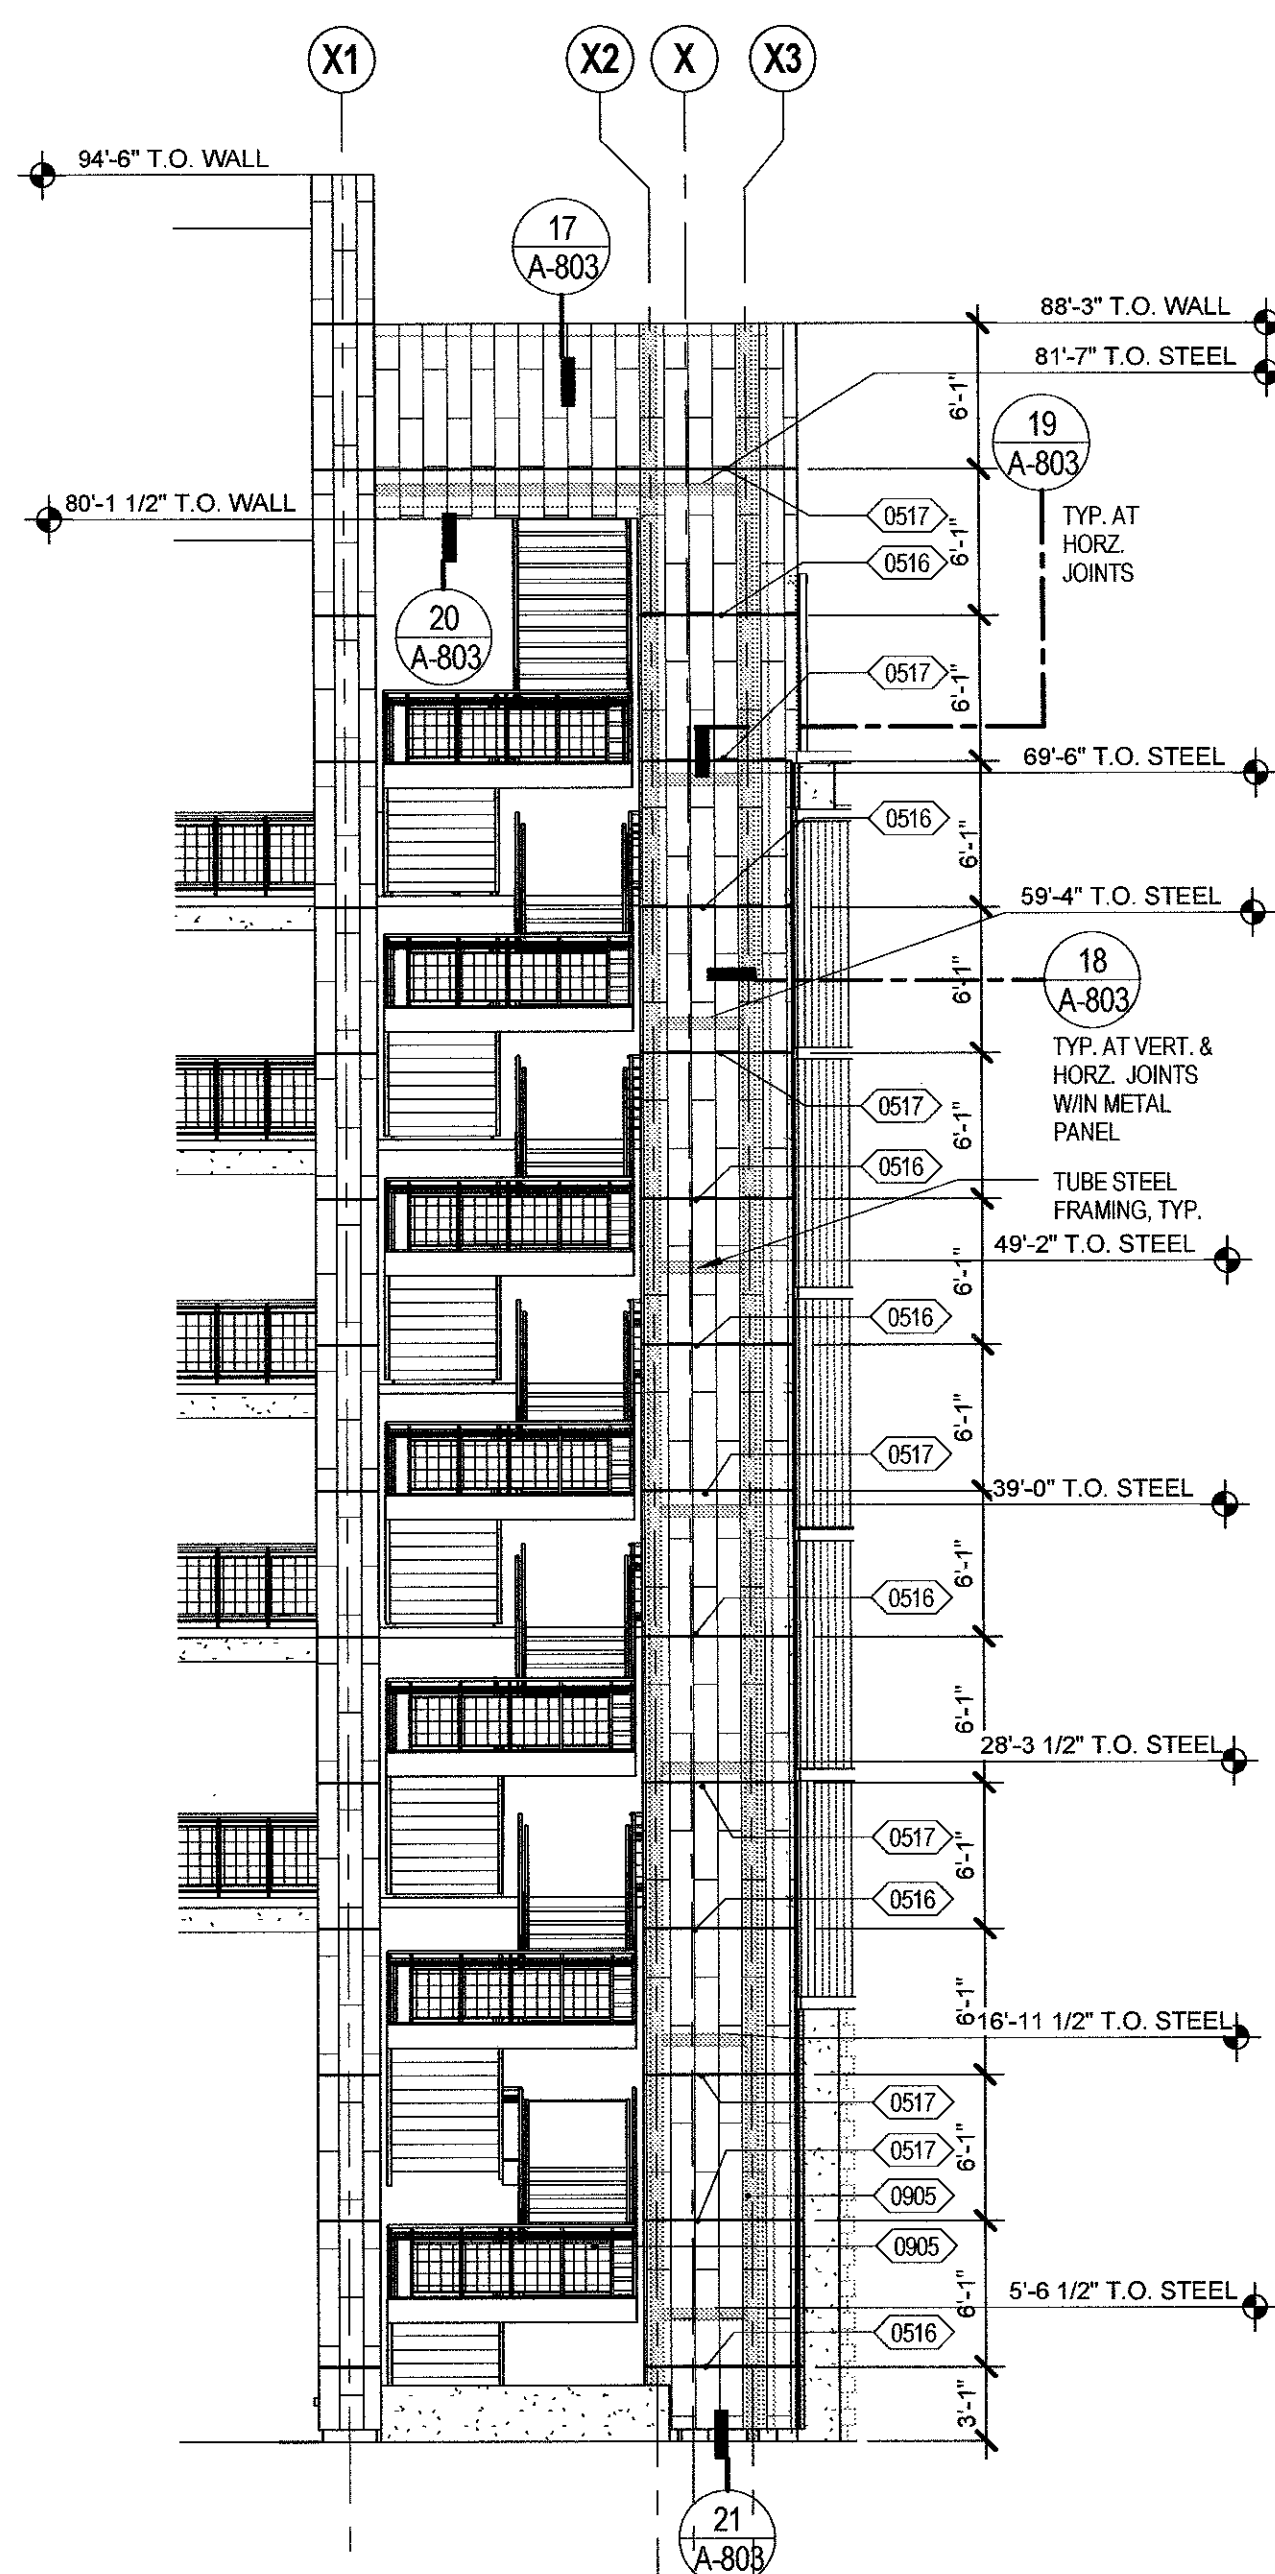 X1
X2
X
X3
94'-6" T.O. WALL
17
A-803
88'-3" T.O. WALL
81'-7" T.O. STEEL
6'-1"
19
A-803
80'-1 1/2" T.O. WALL
0517
TYP. AT
HORZ.
JOINTS
6'-1"
0516
20
A-803
0517
6'-1"
69'-6" T.O. STEEL
0516
6'-1"
59'-4" T.O. STEEL
18
A-803
6'-1"
TYP. AT VERT. &
HORZ. JOINTS
W/IN METAL
PANEL
0517
6'-1"
0516
TUBE STEEL
FRAMING, TYP.
49'-2" T.O. STEEL
6'-1"
0516
6'-1"
0517
39'-0" T.O. STEEL
6'-1"
0516
6'-1"
28'-3 1/2" T.O. STEEL
0517
6'-1"
0516
6'-1"
16'-11 1/2" T.O. STEEL
0517
0517
6'-1"
0905
0905
5'-6 1/2" T.O. STEEL
6'-1"
0516
3'-1"
21
A-803